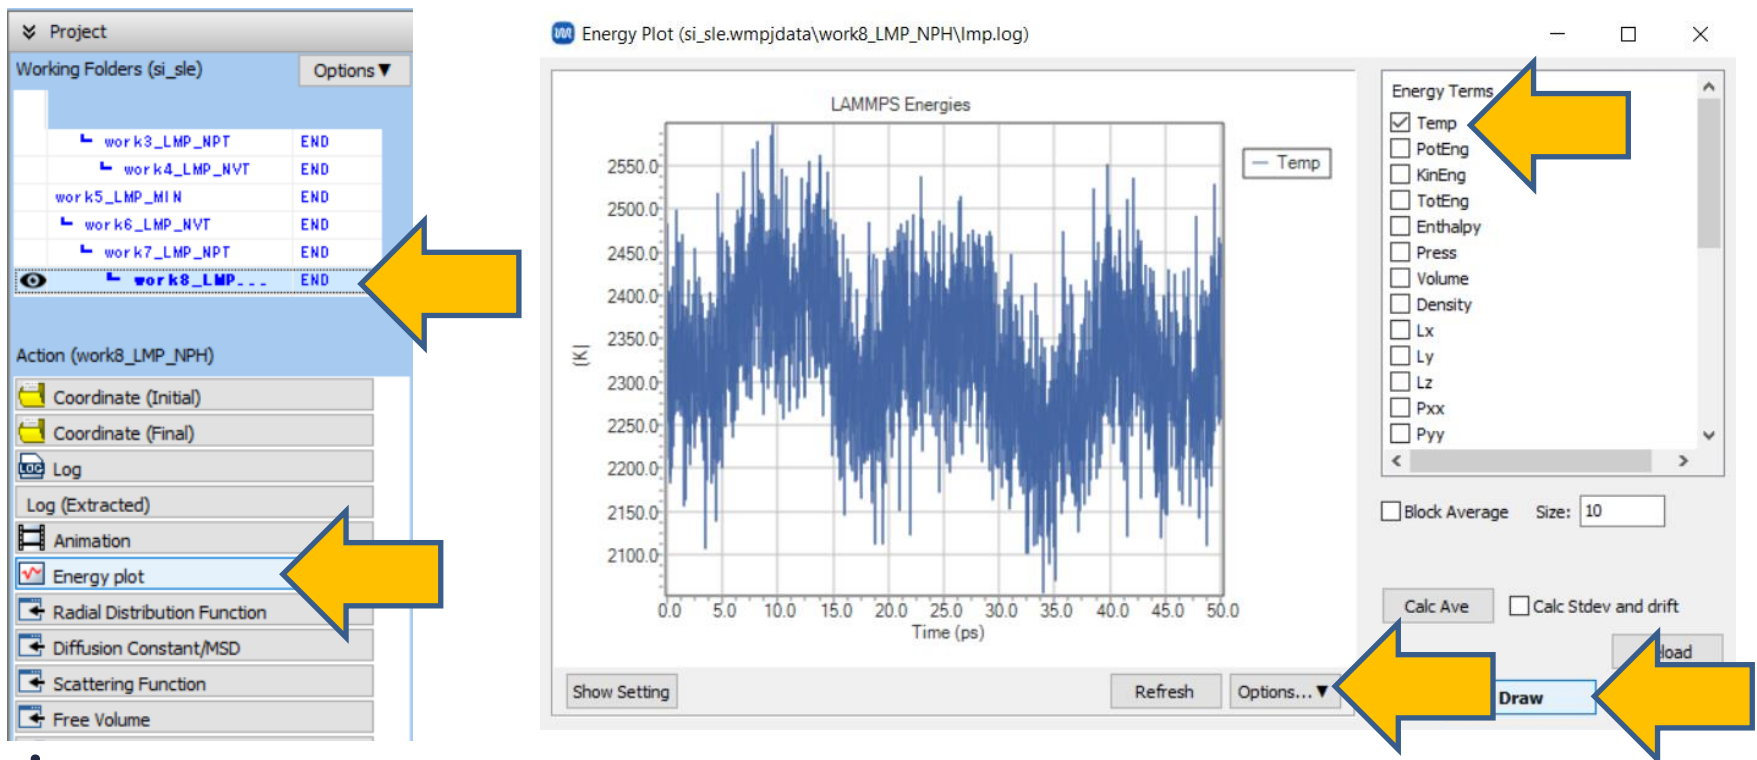 Project
Working Folders (si_sle) Options▼
work3_LMP_NPT END
work4_LMP_NVT END
work5_LMP_MIN END
work6_LMP_NVT END
work7_LMP_NPT END
work8_LMP... END
Action (work8_LMP_NPH)
Coordinate (Initial)
Coordinate (Final)
LOG Log
Log (Extracted)
Animation
Energy plot
Radial Distribution Function
Diffusion Constant/MSD
Scattering Function
Free Volume
Energy Plot (si_sle.wmpjdata\work8_LMP_NPH\lmp.log)
LAMMPS Energies
2550.0
2500.0
2450.0
2400.0
2350.0
2300.0
2250.0
2200.0
2150.0
2100.0
(K)
0.0 5.0 10.0 15.0 20.0 25.0 30.0 35.0 40.0 45.0 50.0
Time (ps)
Temp
Show Setting Refresh Options...▼
Energy Terms
Temp
PotEng
KinEng
TotEng
Enthalpy
Press
Volume
Density
Lx
Ly
Lz
Pxx
Pyy
Block Average Size: 10
Calc Ave Calc Stdev and drift
Draw